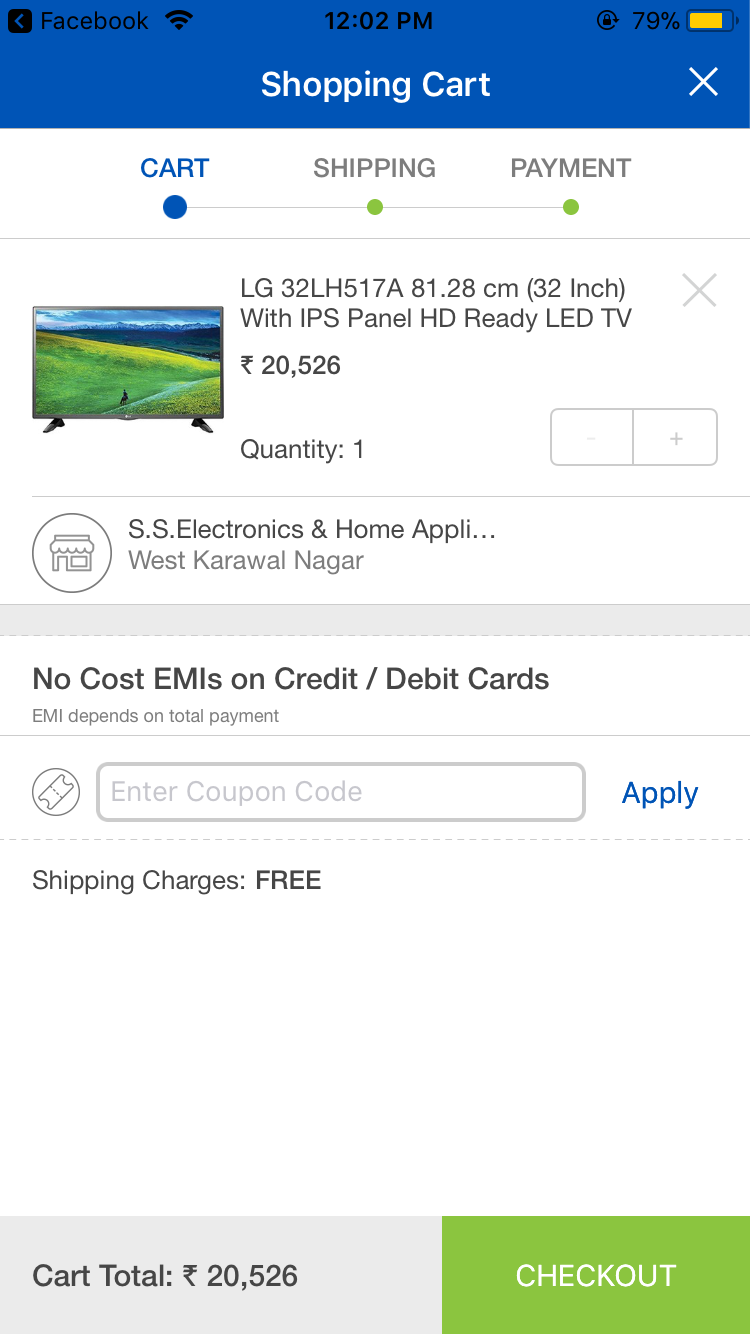 Facebook 12:02 PM 79%
Shopping Cart
CART SHIPPING PAYMENT
LG 32LH517A 81.28 cm (32 Inch)
With IPS Panel HD Ready LED TV
₹ 20,526
Quantity: 1 - +
S.S.Electronics & Home Appli...
West Karawal Nagar
No Cost EMIs on Credit / Debit Cards
EMI depends on total payment
Enter Coupon Code Apply
Shipping Charges: FREE
Cart Total: ₹ 20,526 CHECKOUT